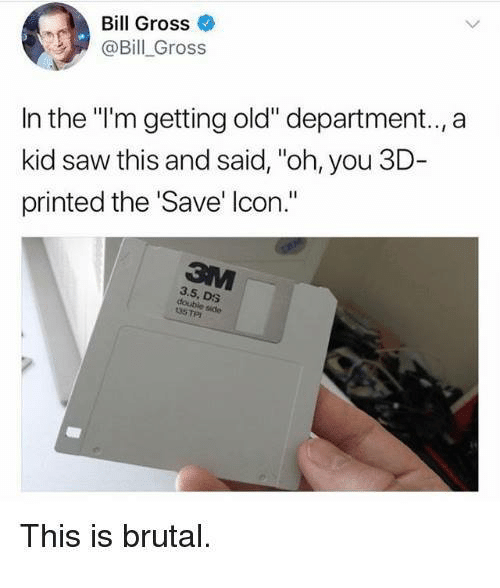 Bill Gross
@Bill_Gross
In the "I'm getting old" department.., a
kid saw this and said, "oh, you 3D-
printed the 'Save' Icon."
IBM
3M
3.5, DS
double side
135 TPI
This is brutal.